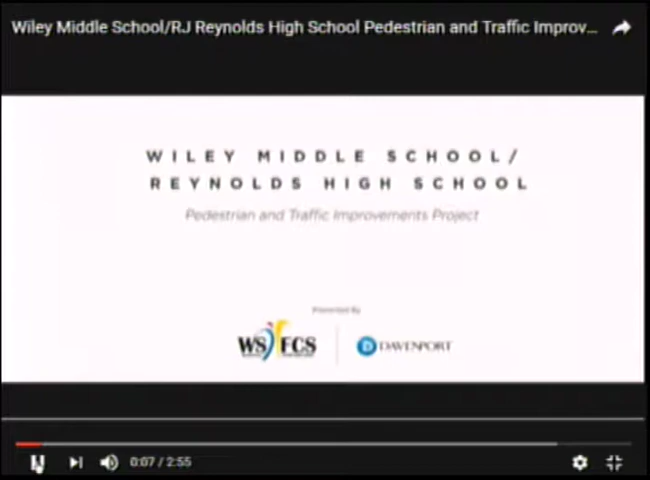 Wiley Middle School/RJ Reynolds High School Pedestrian and Traffic Improv...
WILEY MIDDLE SCHOOL/
REYNOLDS HIGH SCHOOL
Pedestrian and Traffic Improvements Project
Presented By
WS/FCS
D DAVENPORT
0:07 / 2:55